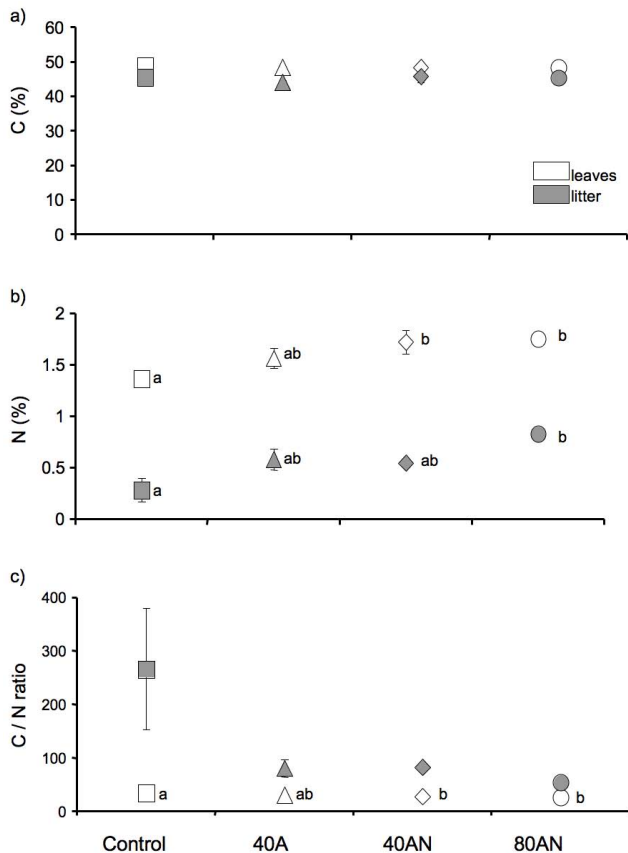 a)
60
50
40
30
20
10
0
C (%)
leaves
litter
b)
2
1.5
1
0.5
0
N (%)
a
ab
b
b
a
ab
ab
b
c)
400
300
200
100
0
C / N ratio
a
ab
b
b
Control 40A 40AN 80AN